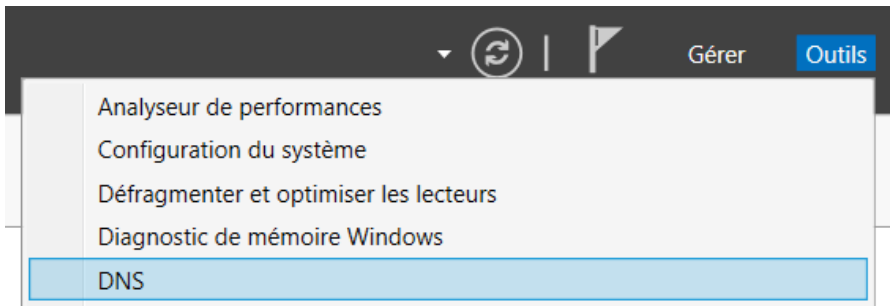 Gérer Outils
Analyseur de performances
Configuration du système
Défragmenter et optimiser les lecteurs
Diagnostic de mémoire Windows
DNS